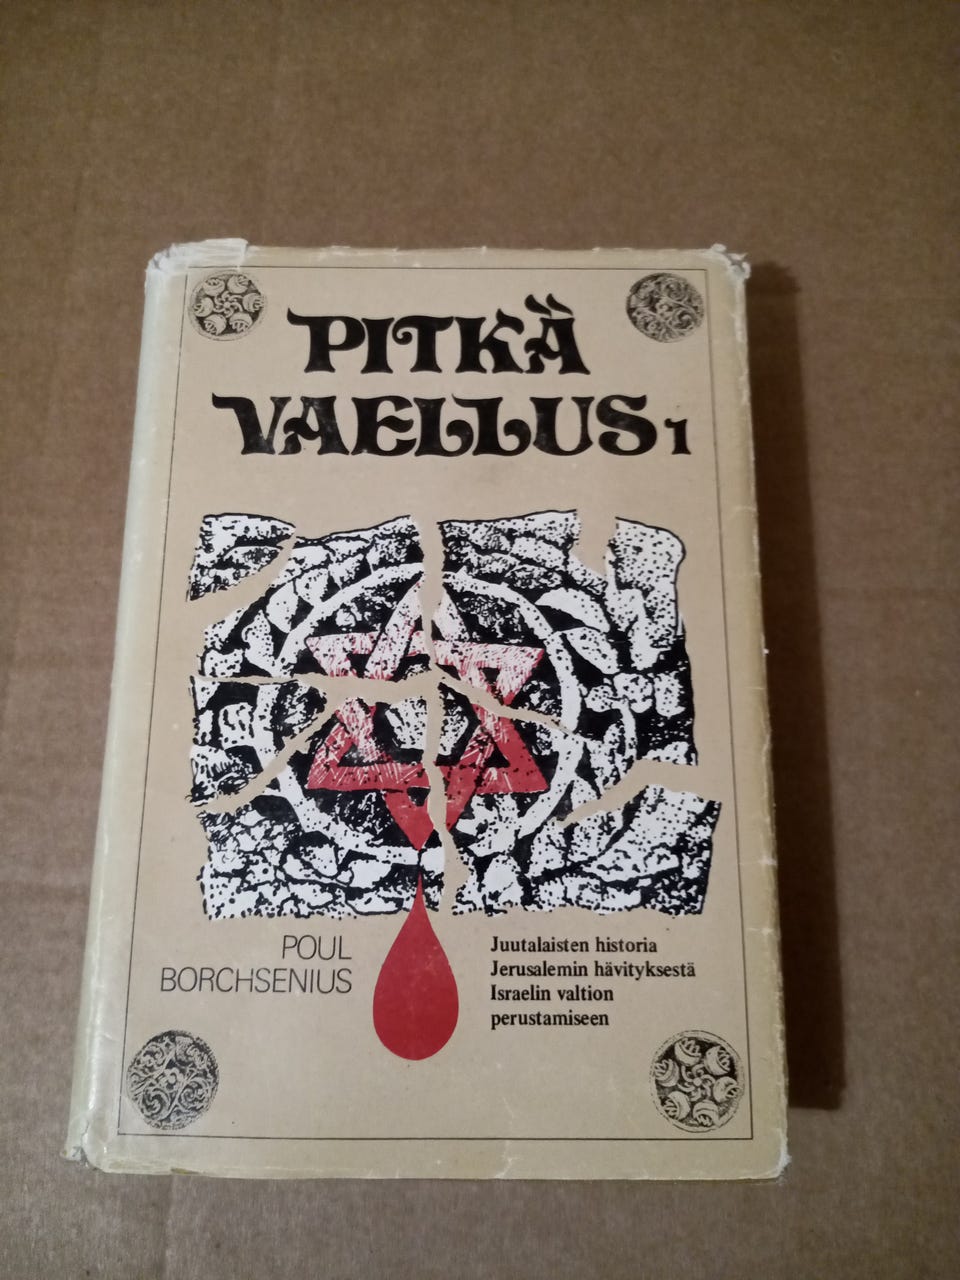 PITKÄ
VAELLUS 1
POUL
BORCHSENIUS
Juutalaisten historia
Jerusalemin hävityksestä
Israelin valtion
perustamiseen